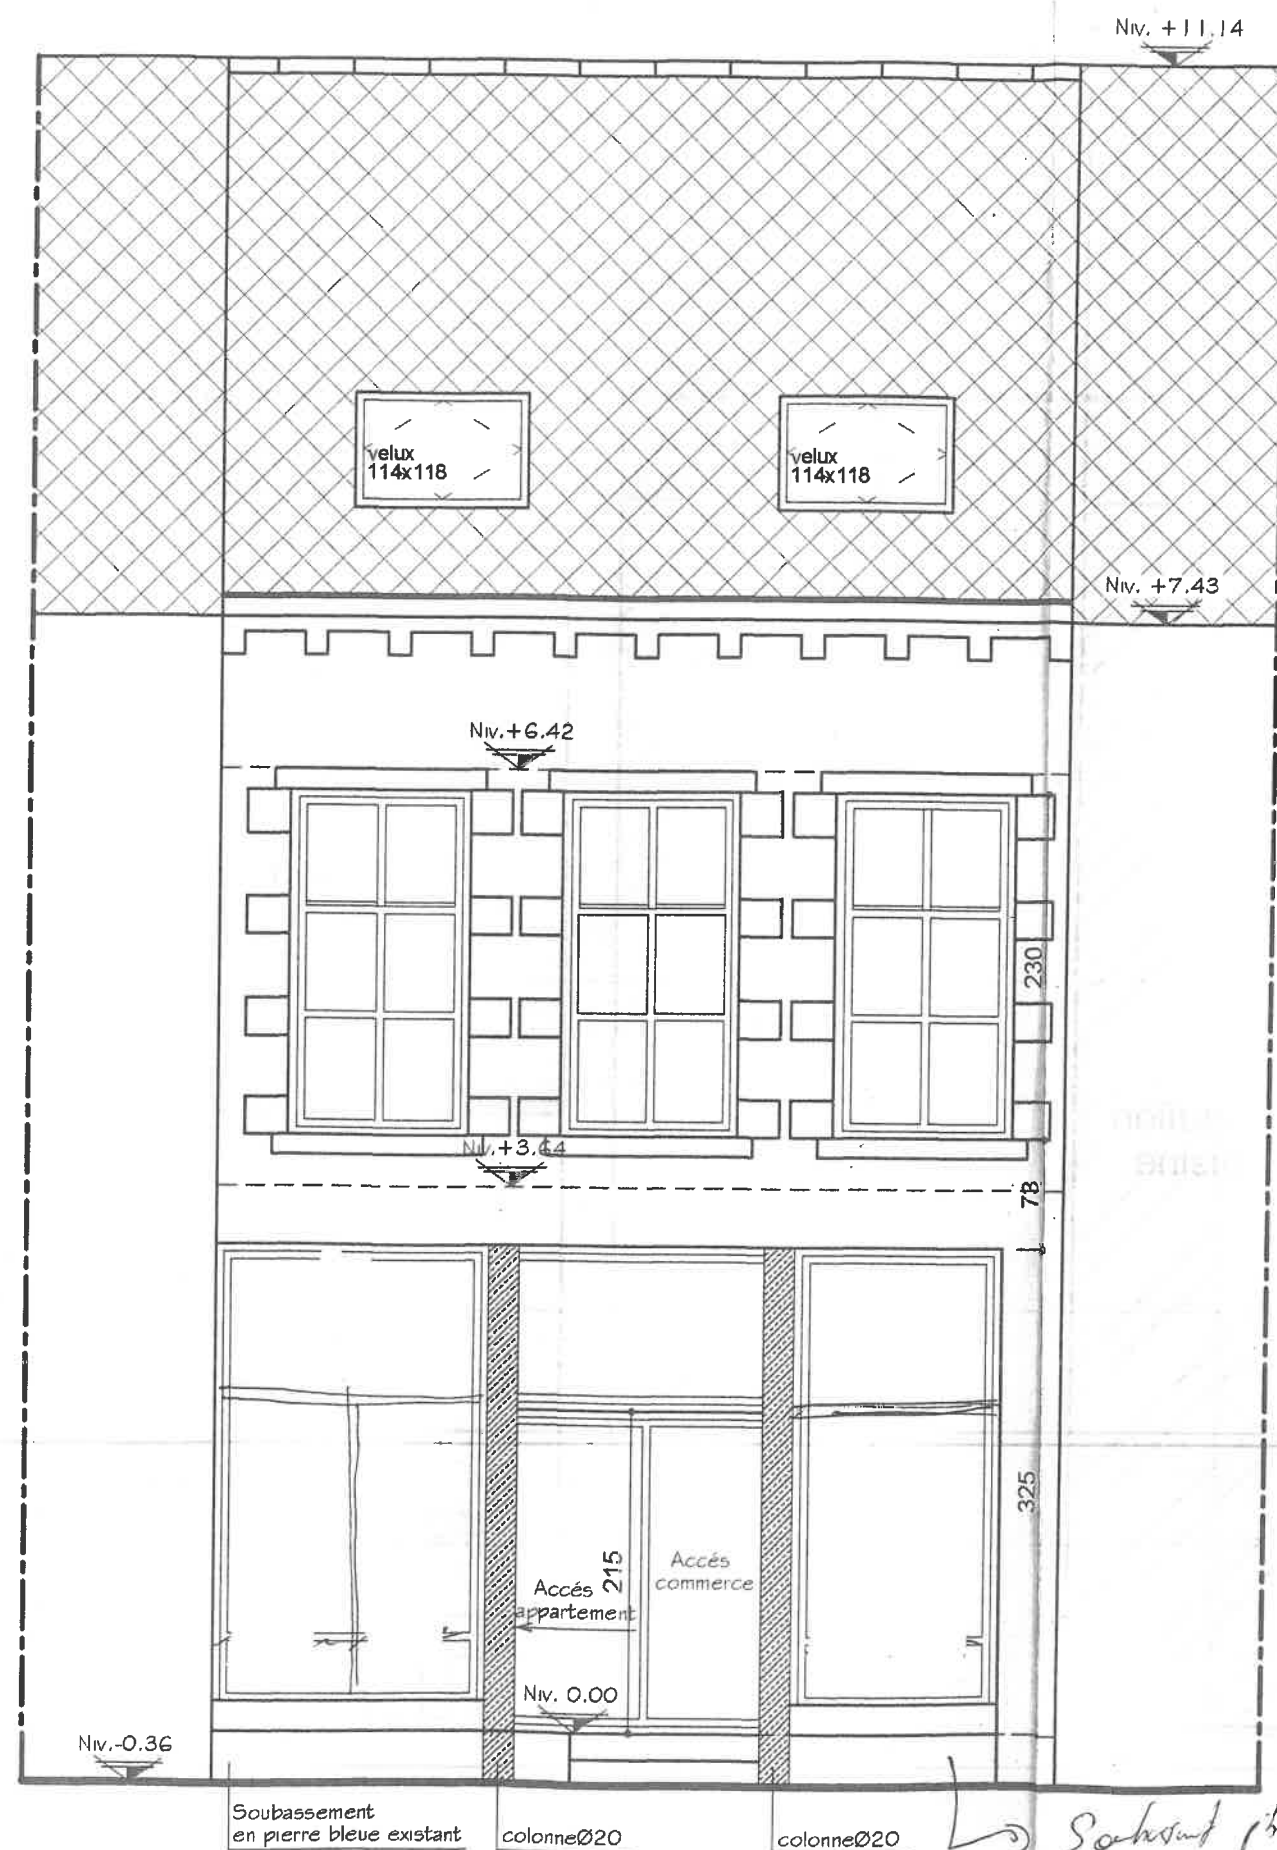 Niv. +11.14
velux
114x118
velux
114x118
Niv. +7.43
Niv.+6.42
230
Niv.+3.64
78
325
215
Accés
commerce
Accés
appartement
Niv. 0.00
Niv.-0.36
Soubassement
en pierre bleue existant
colonneØ20
colonneØ20